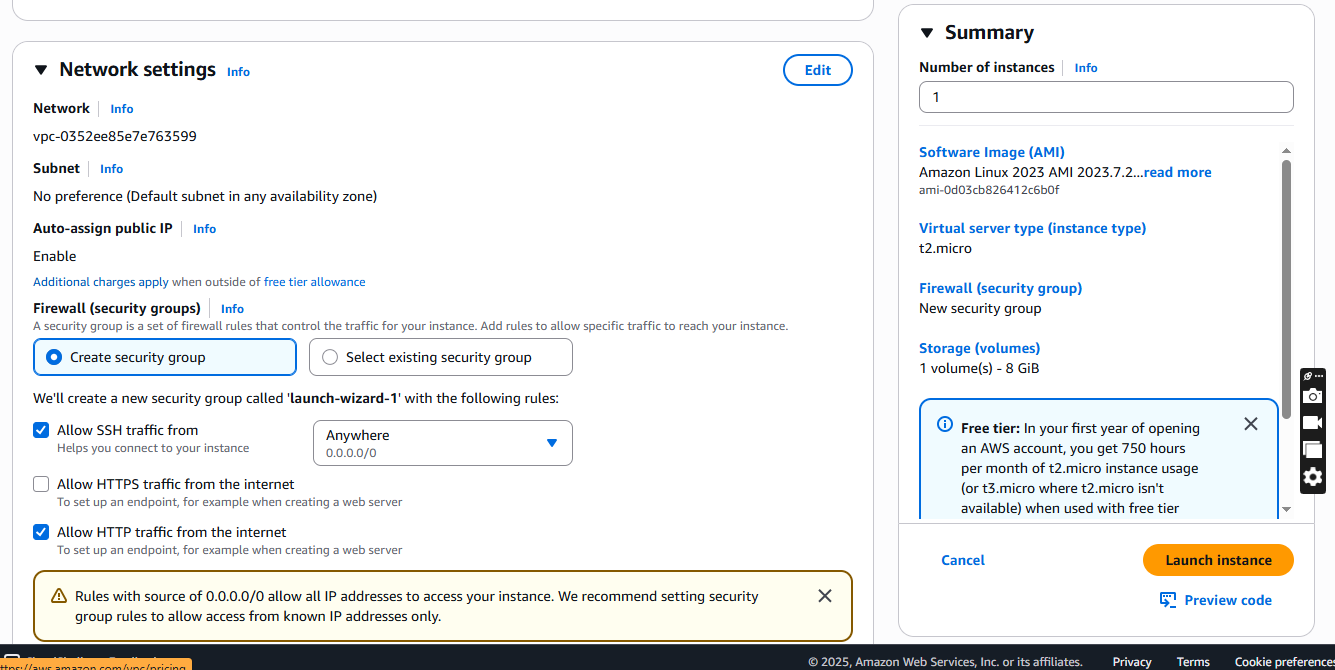 Network settings Info
Edit
Network Info
vpc-0352ee85e7e763599
Subnet Info
No preference (Default subnet in any availability zone)
Auto-assign public IP Info
Enable
Additional charges apply when outside of free tier allowance
Firewall (security groups) Info
A security group is a set of firewall rules that control the traffic for your instance. Add rules to allow specific traffic to reach your instance.
Create security group
Select existing security group
We'll create a new security group called 'launch-wizard-1' with the following rules:
Allow SSH traffic from
Helps you connect to your instance
Anywhere
0.0.0.0/0
Allow HTTPS traffic from the internet
To set up an endpoint, for example when creating a web server
Allow HTTP traffic from the internet
To set up an endpoint, for example when creating a web server
Rules with source of 0.0.0.0/0 allow all IP addresses to access your instance. We recommend setting security
group rules to allow access from known IP addresses only.
Summary
Number of instances Info
1
Software Image (AMI)
Amazon Linux 2023 AMI 2023.7.2...read more
ami-0d03cb826412c6b0f
Virtual server type (instance type)
t2.micro
Firewall (security group)
New security group
Storage (volumes)
1 volume(s) - 8 GiB
Free tier: In your first year of opening
an AWS account, you get 750 hours
per month of t2.micro instance usage
(or t3.micro where t2.micro isn't
available) when used with free tier
Cancel
Launch instance
Preview code
ttps://aws.amazon.com/vpc/pricing
© 2025, Amazon Web Services, Inc. or its affiliates.
Privacy
Terms
Cookie preferences